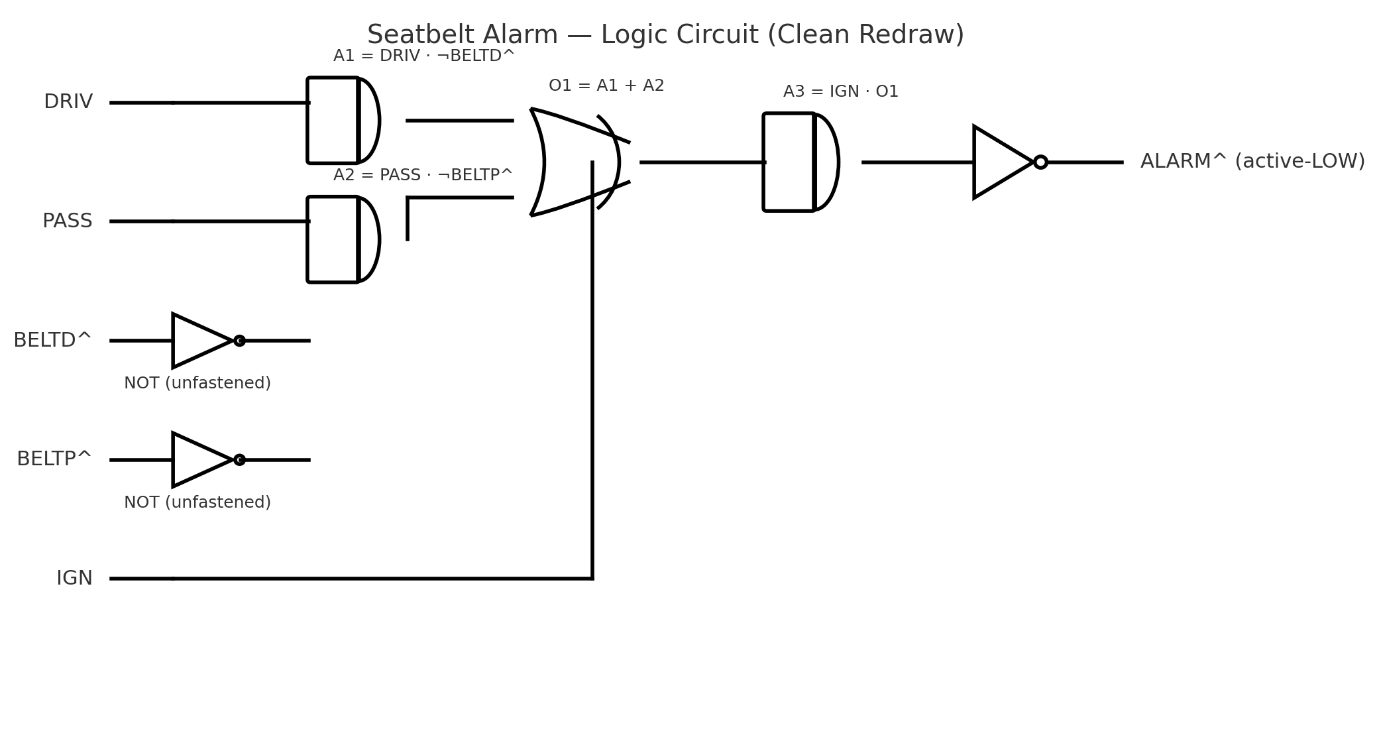 Seatbelt Alarm — Logic Circuit (Clean Redraw)
A1 = DRIV · ¬BELTD^
O1 = A1 + A2
A3 = IGN · O1
DRIV
ALARM^ (active-LOW)
A2 = PASS · ¬BELTP^
PASS
BELTD^
NOT (unfastened)
BELTP^
NOT (unfastened)
IGN